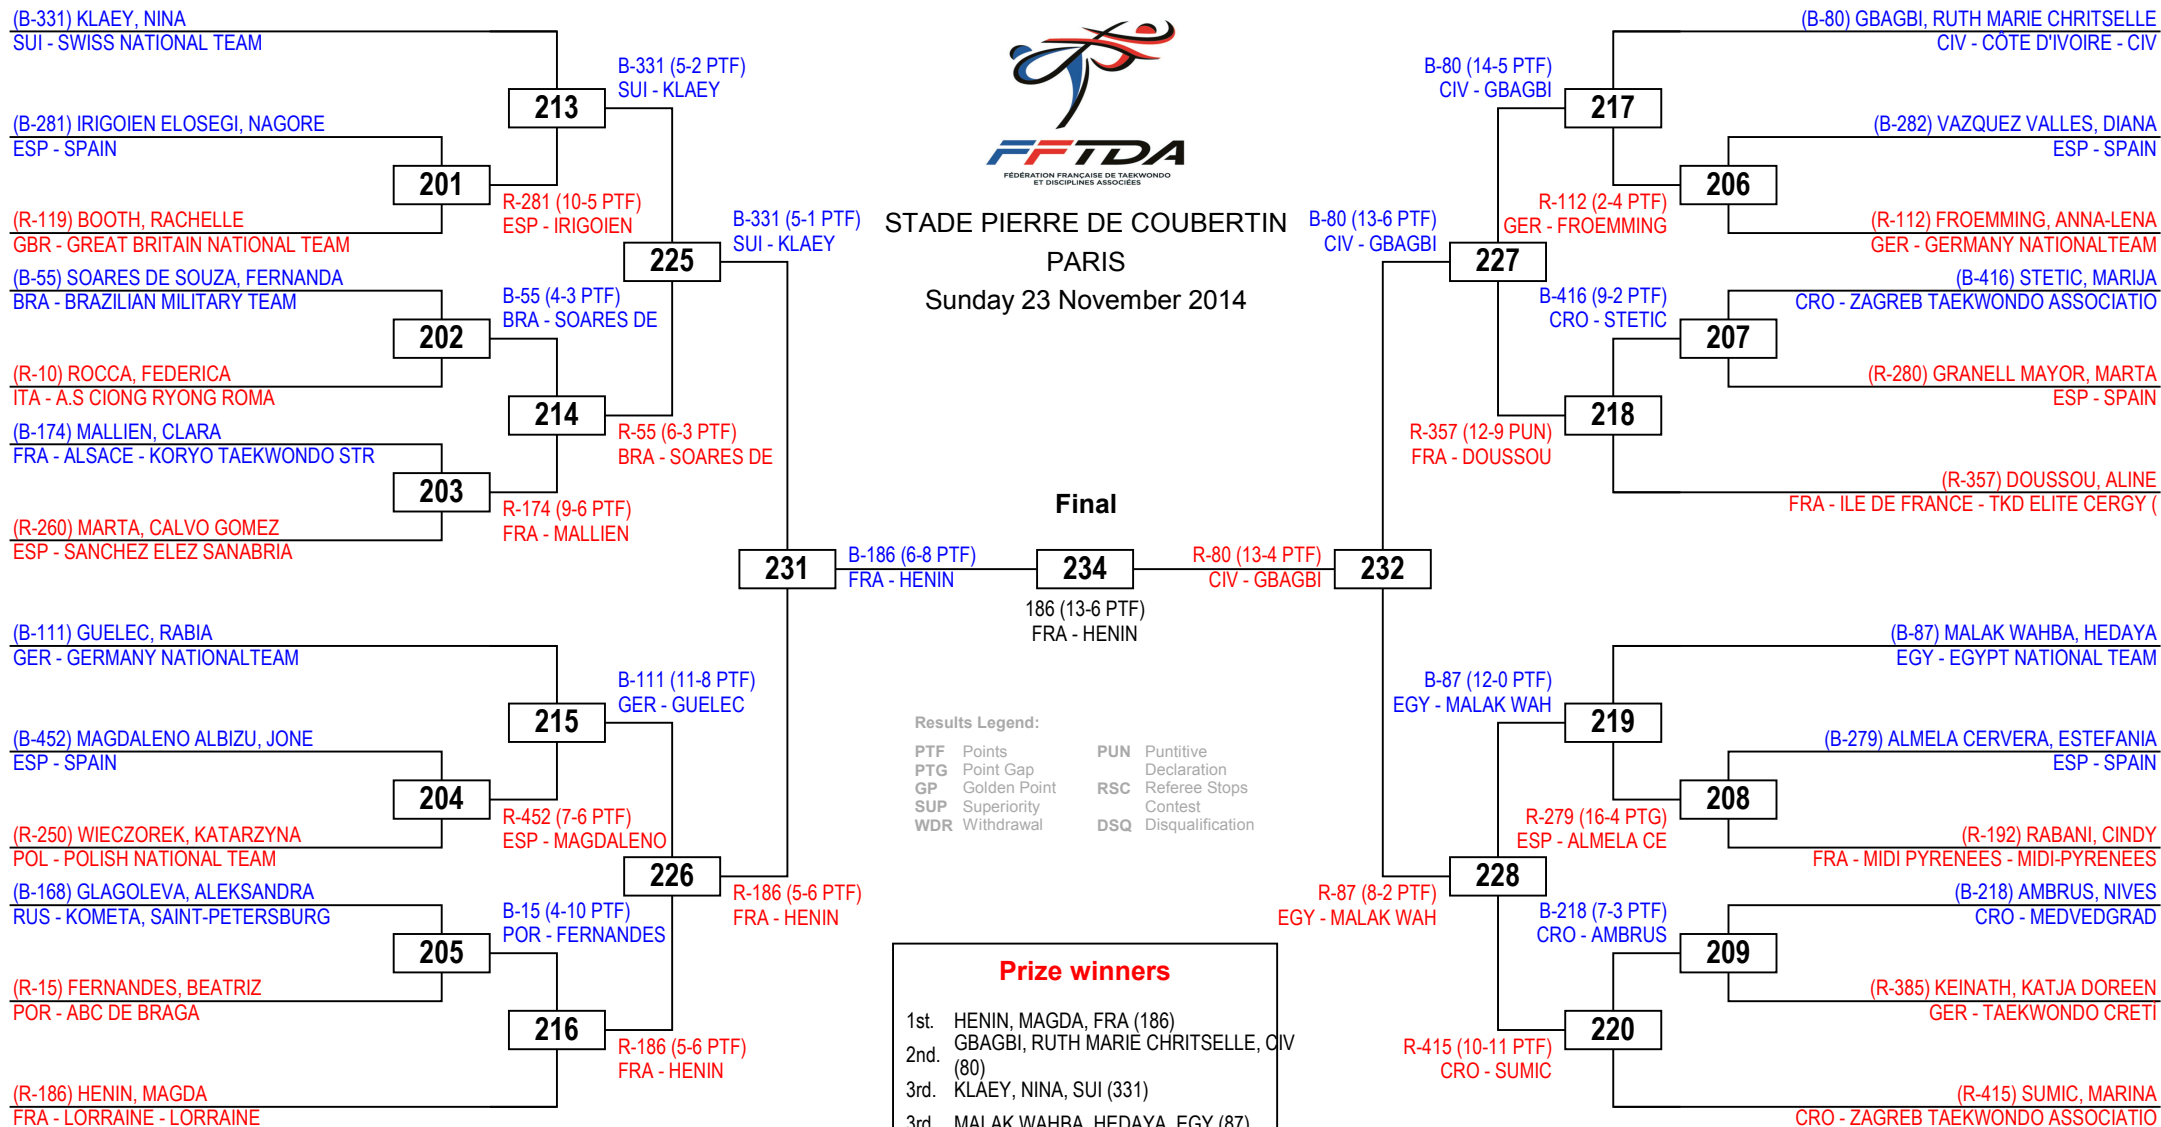 (B-331) KLAEY, NINA
SUI - SWISS NATIONAL TEAM
(B-281) IRIGOIEN ELOSEGI, NAGORE
ESP - SPAIN
(R-119) BOOTH, RACHELLE
GBR - GREAT BRITAIN NATIONAL TEAM
(B-55) SOARES DE SOUZA, FERNANDA
BRA - BRAZILIAN MILITARY TEAM
(R-10) ROCCA, FEDERICA
ITA - A.S CIONG RYONG ROMA
(B-174) MALLIEN, CLARA
FRA - ALSACE - KORYO TAEKWONDO STR
(R-260) MARTA, CALVO GOMEZ
ESP - SANCHEZ ELEZ SANABRIA
(B-111) GUELEC, RABIA
GER - GERMANY NATIONALTEAM
(B-452) MAGDALENO ALBIZU, JONE
ESP - SPAIN
(R-250) WIECZOREK, KATARZYNA
POL - POLISH NATIONAL TEAM
(B-168) GLAGOLEVA, ALEKSANDRA
RUS - KOMETA, SAINT-PETERSBURG
(R-15) FERNANDES, BEATRIZ
POR - ABC DE BRAGA
(R-186) HENIN, MAGDA
FRA - LORRAINE - LORRAINE
201
202
203
204
205
R-281 (10-5 PTF)
ESP - IRIGOIEN
B-55 (4-3 PTF)
BRA - SOARES DE
R-174 (9-6 PTF)
FRA - MALLIEN
R-452 (7-6 PTF)
ESP - MAGDALENO
B-15 (4-10 PTF)
POR - FERNANDES
213
214
215
216
B-331 (5-2 PTF)
SUI - KLAEY
R-55 (6-3 PTF)
BRA - SOARES DE
B-111 (11-8 PTF)
GER - GUELEC
R-186 (5-6 PTF)
FRA - HENIN
225
226
B-331 (5-1 PTF)
SUI - KLAEY
R-186 (5-6 PTF)
FRA - HENIN
231
B-186 (6-8 PTF)
FRA - HENIN
FFTDA
FÉDÉRATION FRANÇAISE DE TAEKWONDO
ET DISCIPLINES ASSOCIÉES
STADE PIERRE DE COUBERTIN
PARIS
Sunday 23 November 2014
Final
234
186 (13-6 PTF)
FRA - HENIN
Results Legend:
PTF Points
PTG Point Gap
GP Golden Point
SUP Superiority
WDR Withdrawal
PUN Puntitive
Declaration
RSC Referee Stops
Contest
DSQ Disqualification
Prize winners
1st. HENIN, MAGDA, FRA (186)
2nd. GBAGBI, RUTH MARIE CHRITSELLE, CIV
(80)
3rd. KLAEY, NINA, SUI (331)
3rd. MALAK WAHBA, HEDAYA, EGY (87)
R-80 (13-4 PTF)
CIV - GBAGBI
232
B-80 (13-6 PTF)
CIV - GBAGBI
R-87 (8-2 PTF)
EGY - MALAK WAH
227
228
B-80 (14-5 PTF)
CIV - GBAGBI
R-357 (12-9 PUN)
FRA - DOUSSOU
B-87 (12-0 PTF)
EGY - MALAK WAH
R-415 (10-11 PTF)
CRO - SUMIC
217
218
219
220
R-112 (2-4 PTF)
GER - FROEMMING
B-416 (9-2 PTF)
CRO - STETIC
R-279 (16-4 PTG)
ESP - ALMELA CE
B-218 (7-3 PTF)
CRO - AMBRUS
206
207
208
209
(B-80) GBAGBI, RUTH MARIE CHRITSELLE
CIV - CÔTE D'IVOIRE - CIV
(B-282) VAZQUEZ VALLES, DIANA
ESP - SPAIN
(R-112) FROEMMING, ANNA-LENA
GER - GERMANY NATIONALTEAM
(B-416) STETIC, MARIJA
CRO - ZAGREB TAEKWONDO ASSOCIATIO
(R-280) GRANELL MAYOR, MARTA
ESP - SPAIN
(R-357) DOUSSOU, ALINE
FRA - ILE DE FRANCE - TKD ELITE CERGY (
(B-87) MALAK WAHBA, HEDAYA
EGY - EGYPT NATIONAL TEAM
(B-279) ALMELA CERVERA, ESTEFANIA
ESP - SPAIN
(R-192) RABANI, CINDY
FRA - MIDI PYRENEES - MIDI-PYRENEES
(B-218) AMBRUS, NIVES
CRO - MEDVEDGRAD
(R-385) KEINATH, KATJA DOREEN
GER - TAEKWONDO CRETI
(R-415) SUMIC, MARINA
CRO - ZAGREB TAEKWONDO ASSOCIATIO